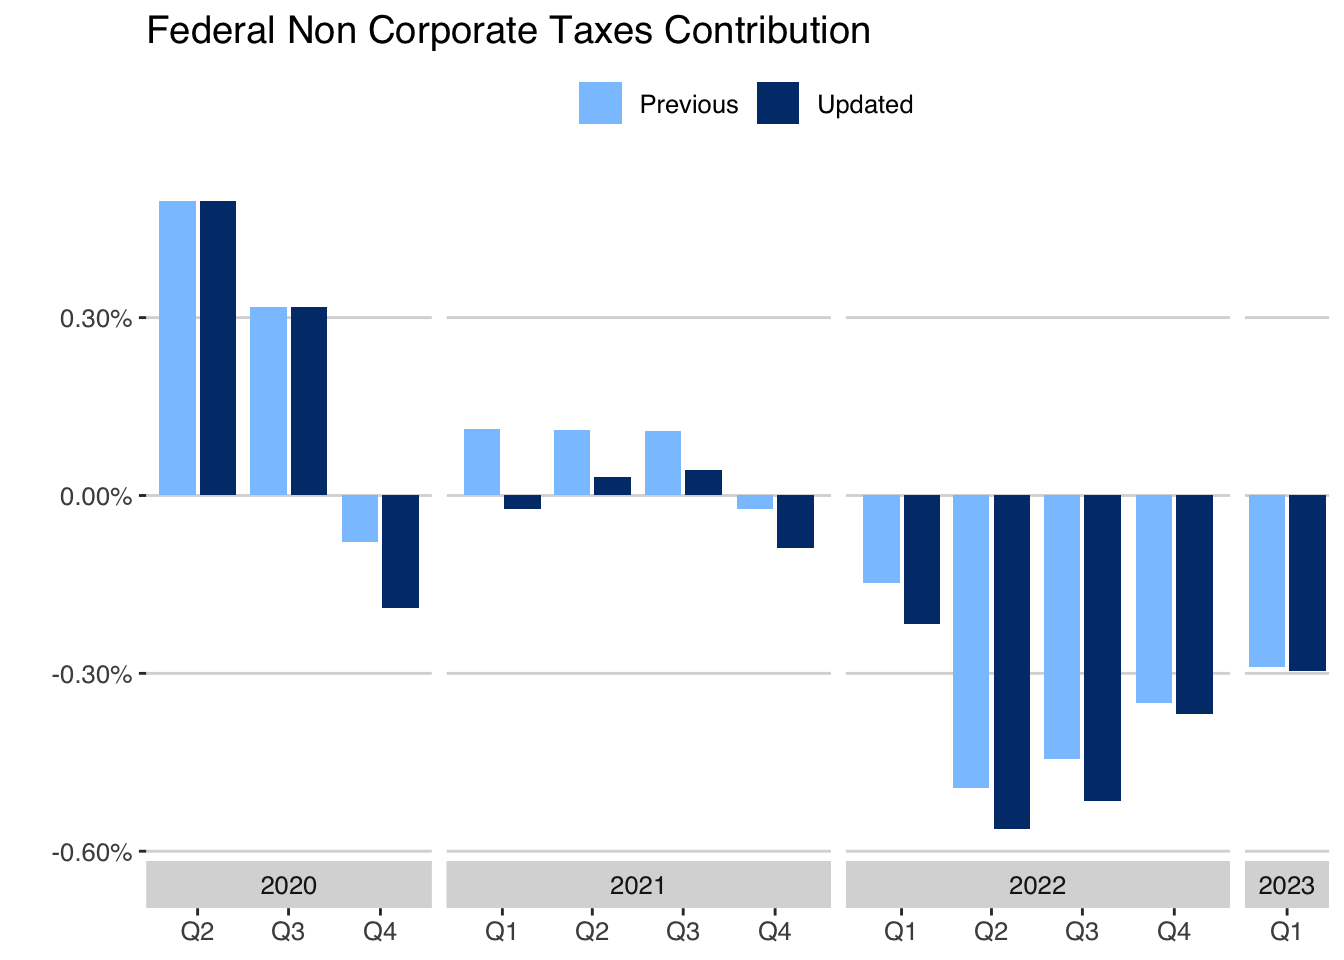 Federal Non Corporate Taxes Contribution
Previous Updated
0.30%
0.00%
-0.30%
-0.60%
2020 2021 2022 2023
Q2 Q3 Q4 Q1 Q2 Q3 Q4 Q1 Q2 Q3 Q4 Q1